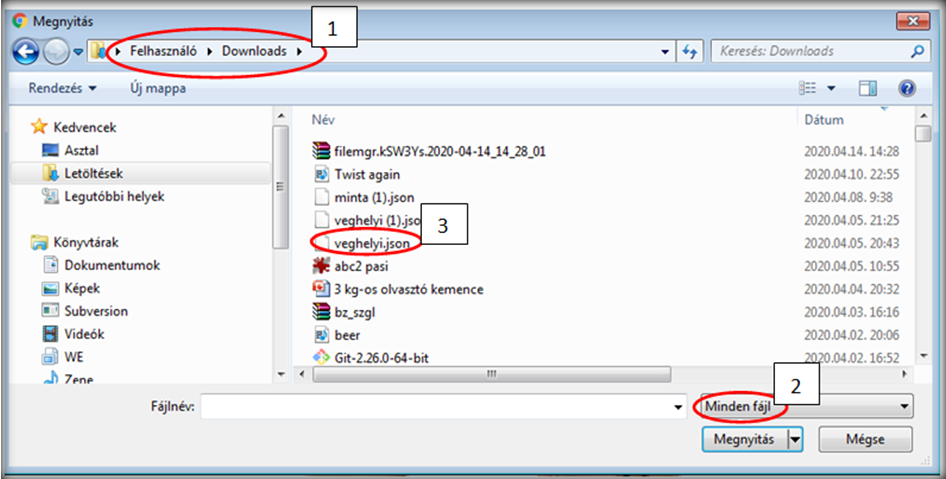 Megnyitás
1
Felhasználó Downloads
Keresés: Downloads
Rendezés Új mappa
Kedvencek
Asztal
Letöltések
Legutóbbi helyek
Könyvtárak
Dokumentumok
Képek
Subversion
Videók
WE
Zene
Név Dátum
filemgr.kSW3Ys.2020-04-14_14_28_01 2020.04.14. 14:28
Twist again 2020.04.10. 22:55
minta (1).json 2020.04.08. 9:38
veghelyi (1).jso 2020.04.05. 21:25
3
veghelyi.json 2020.04.05. 20:43
abc2 pasi 2020.04.05. 10:55
3 kg-os olvasztó kemence 2020.04.04. 20:32
bz_szgl 2020.04.03. 16:16
beer 2020.04.02. 20:06
Git-2.26.0-64-bit 2020.04.02. 16:52
2
Fájlnév: Minden fájl
Megnyitás Mégse